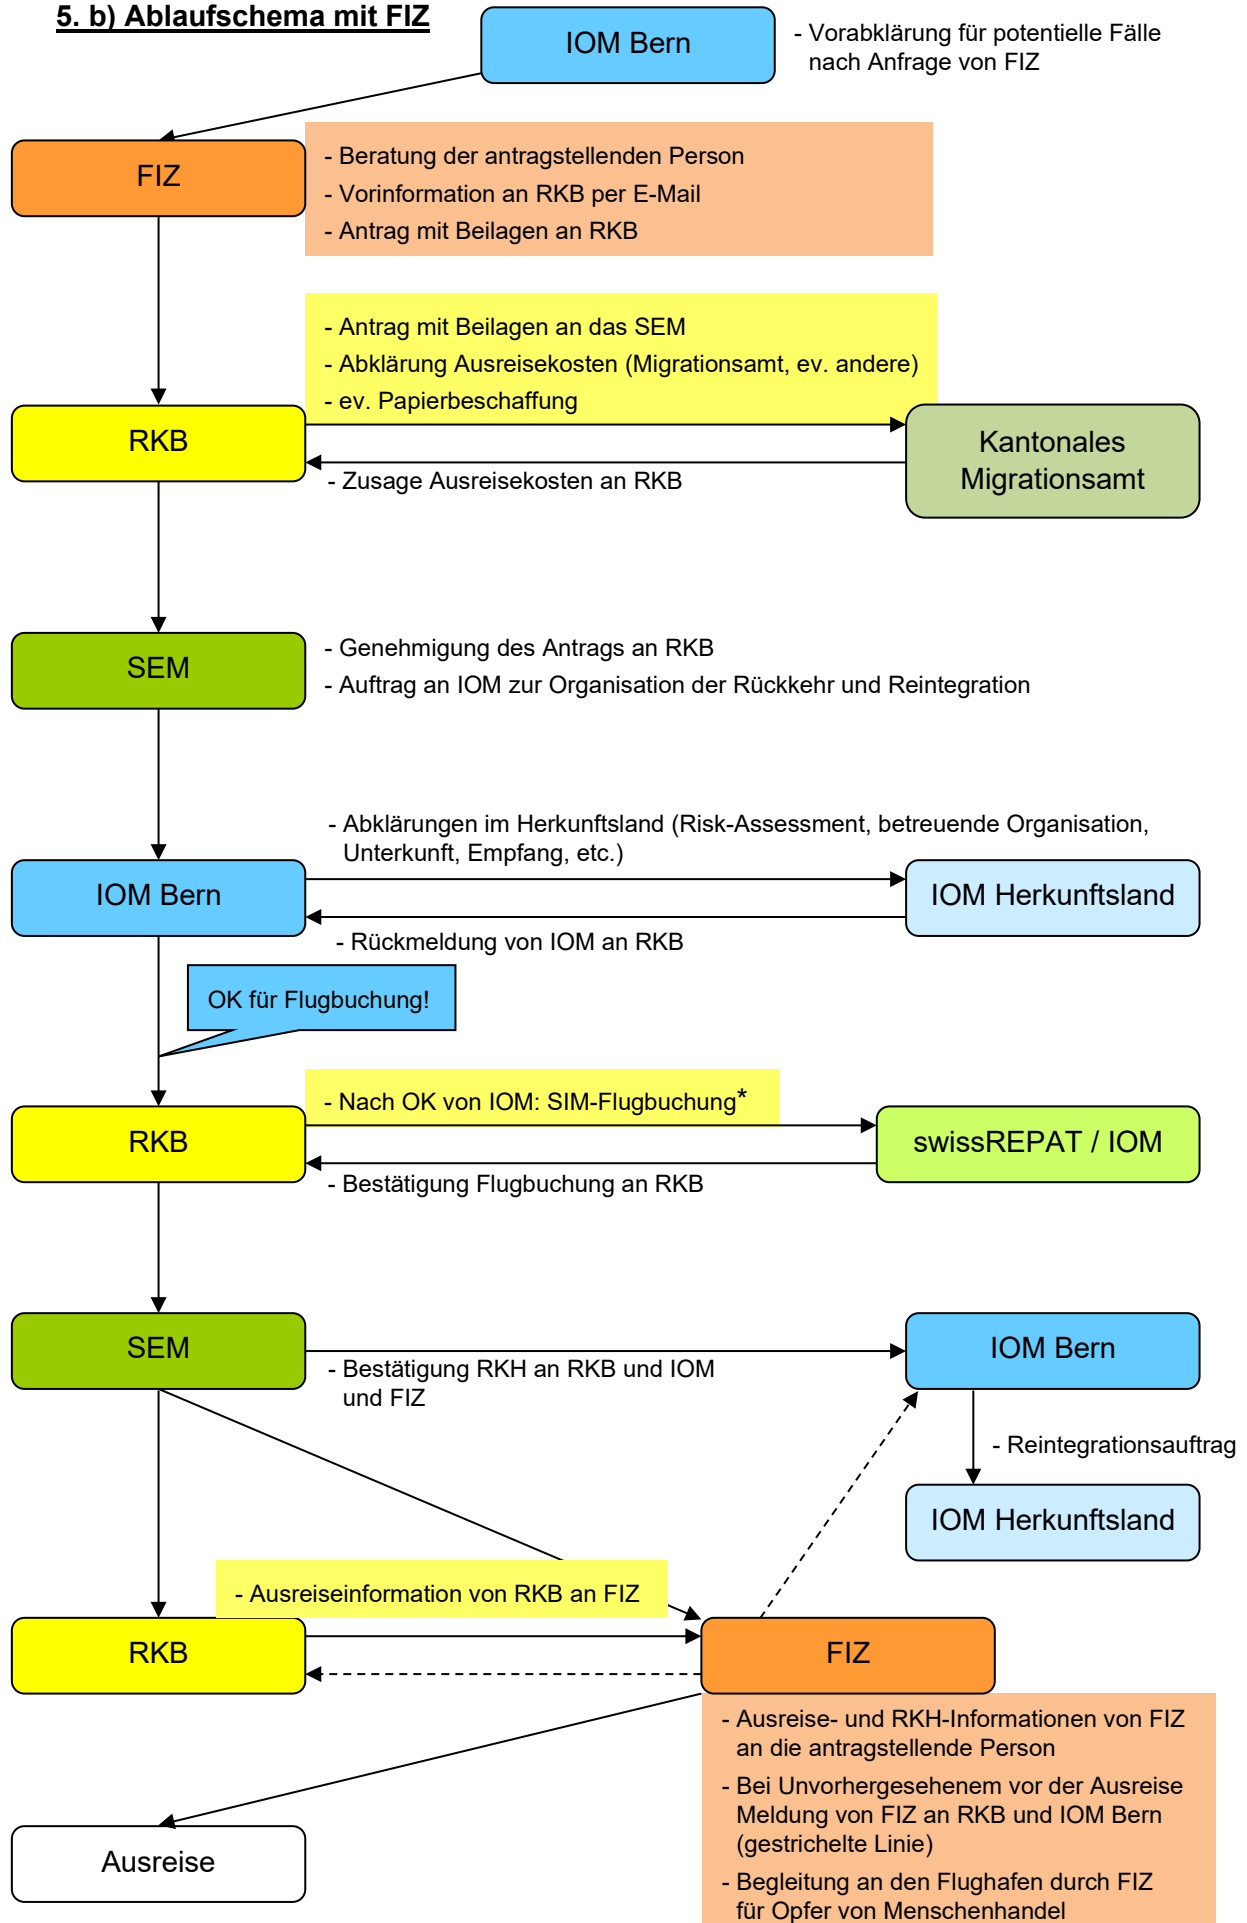 5. b) Ablaufschema mit FIZ
IOM Bern
- Vorabklärung für potentielle Fälle
nach Anfrage von FIZ
FIZ
- Beratung der antragstellenden Person
- Vorinformation an RKB per E-Mail
- Antrag mit Beilagen an RKB
- Antrag mit Beilagen an das SEM
- Abklärung Ausreisekosten (Migrationsamt, ev. andere)
- ev. Papierbeschaffung
RKB
Kantonales
Migrationsamt
- Zusage Ausreisekosten an RKB
SEM
- Genehmigung des Antrags an RKB
- Auftrag an IOM zur Organisation der Rückkehr und Reintegration
- Abklärungen im Herkunftsland (Risk-Assessment, betreuende Organisation,
Unterkunft, Empfang, etc.)
IOM Bern
IOM Herkunftsland
- Rückmeldung von IOM an RKB
OK für Flugbuchung!
- Nach OK von IOM: SIM-Flugbuchung*
RKB
swissREPAT / IOM
- Bestätigung Flugbuchung an RKB
SEM
IOM Bern
- Bestätigung RKH an RKB und IOM
und FIZ
- Reintegrationsauftrag
IOM Herkunftsland
- Ausreiseinformation von RKB an FIZ
RKB
FIZ
- Ausreise- und RKH-Informationen von FIZ
an die antragstellende Person
- Bei Unvorhergesehenem vor der Ausreise
Meldung von FIZ an RKB und IOM Bern
(gestrichelte Linie)
Ausreise
- Begleitung an den Flughafen durch FIZ
für Opfer von Menschenhandel